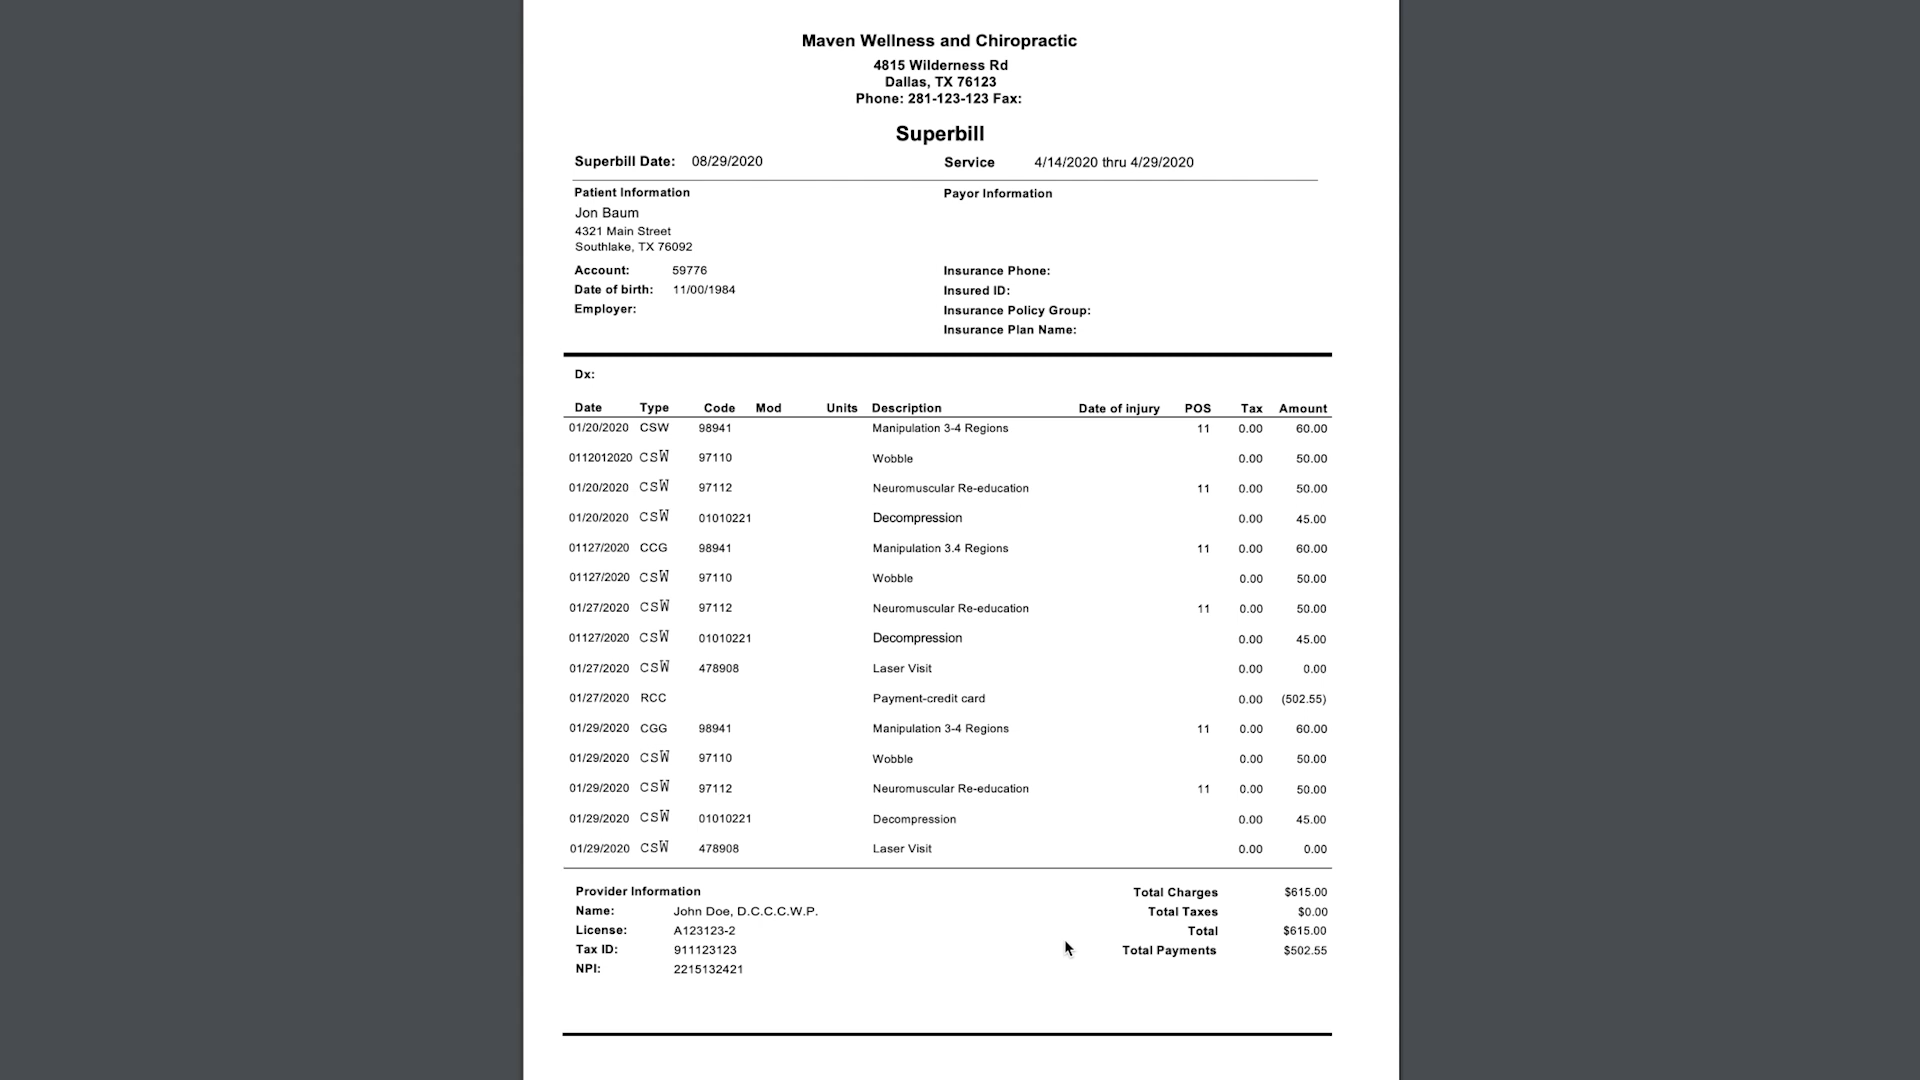 Maven Wellness and Chiropractic
4815 Wilderness Rd
Dallas, TX 76123
Phone: 281-123-123 Fax:
Superbill
Superbill Date: 08/29/2020 Service 4/14/2020 thru 4/29/2020
Patient Information Payor Information
Jon Baum
4321 Main Street
Southlake, TX 76092
Account: 59776 Insurance Phone:
Date of birth: 11/00/1984 Insured ID:
Employer: Insurance Policy Group:
Insurance Plan Name:
Dx:
Date Type Code Mod Units Description Date of injury POS Tax Amount
01/20/2020 CSW 98941 Manipulation 3-4 Regions 11 0.00 60.00
0112012020 CSW 97110 Wobble 0.00 50.00
01/20/2020 CSW 97112 Neuromuscular Re-education 11 0.00 50.00
01/20/2020 CSW 01010221 Decompression 0.00 45.00
01127/2020 CCG 98941 Manipulation 3.4 Regions 11 0.00 60.00
01127/2020 CSW 97110 Wobble 0.00 50.00
01/27/2020 CSW 97112 Neuromuscular Re-education 11 0.00 50.00
01127/2020 CSW 01010221 Decompression 0.00 45.00
01/27/2020 CSW 478908 Laser Visit 0.00 0.00
01/27/2020 RCC Payment-credit card 0.00 (502.55)
01/29/2020 CGG 98941 Manipulation 3-4 Regions 11 0.00 60.00
01/29/2020 CSW 97110 Wobble 0.00 50.00
01/29/2020 CSW 97112 Neuromuscular Re-education 11 0.00 50.00
01/29/2020 CSW 01010221 Decompression 0.00 45.00
01/29/2020 CSW 478908 Laser Visit 0.00 0.00
Provider Information Total Charges $615.00
Name: John Doe, D.C.C.C.W.P. Total Taxes $0.00
License: A123123-2 Total $615.00
Tax ID: 911123123 Total Payments $502.55
NPI: 2215132421